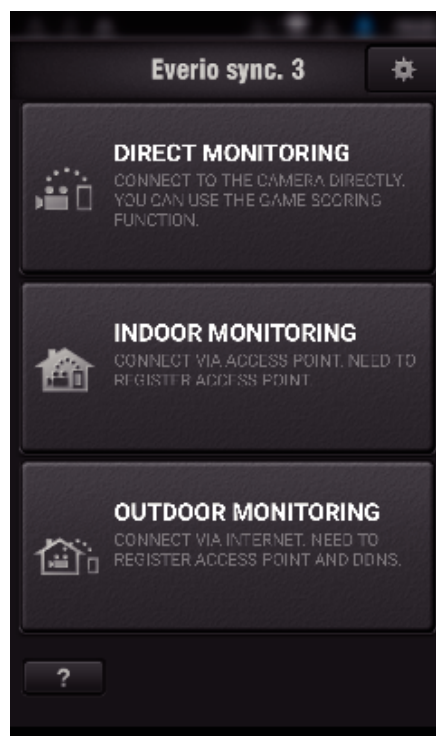 Everio sync. 3
DIRECT MONITORING
CONNECT TO THE CAMERA DIRECTLY.
YOU CAN USE THE GAME SCORING
FUNCTION.
INDOOR MONITORING
CONNECT VIA ACCESS POINT. NEED TO
REGISTER ACCESS POINT.
OUTDOOR MONITORING
CONNECT VIA INTERNET. NEED TO
REGISTER ACCESS POINT AND DDNS.
?